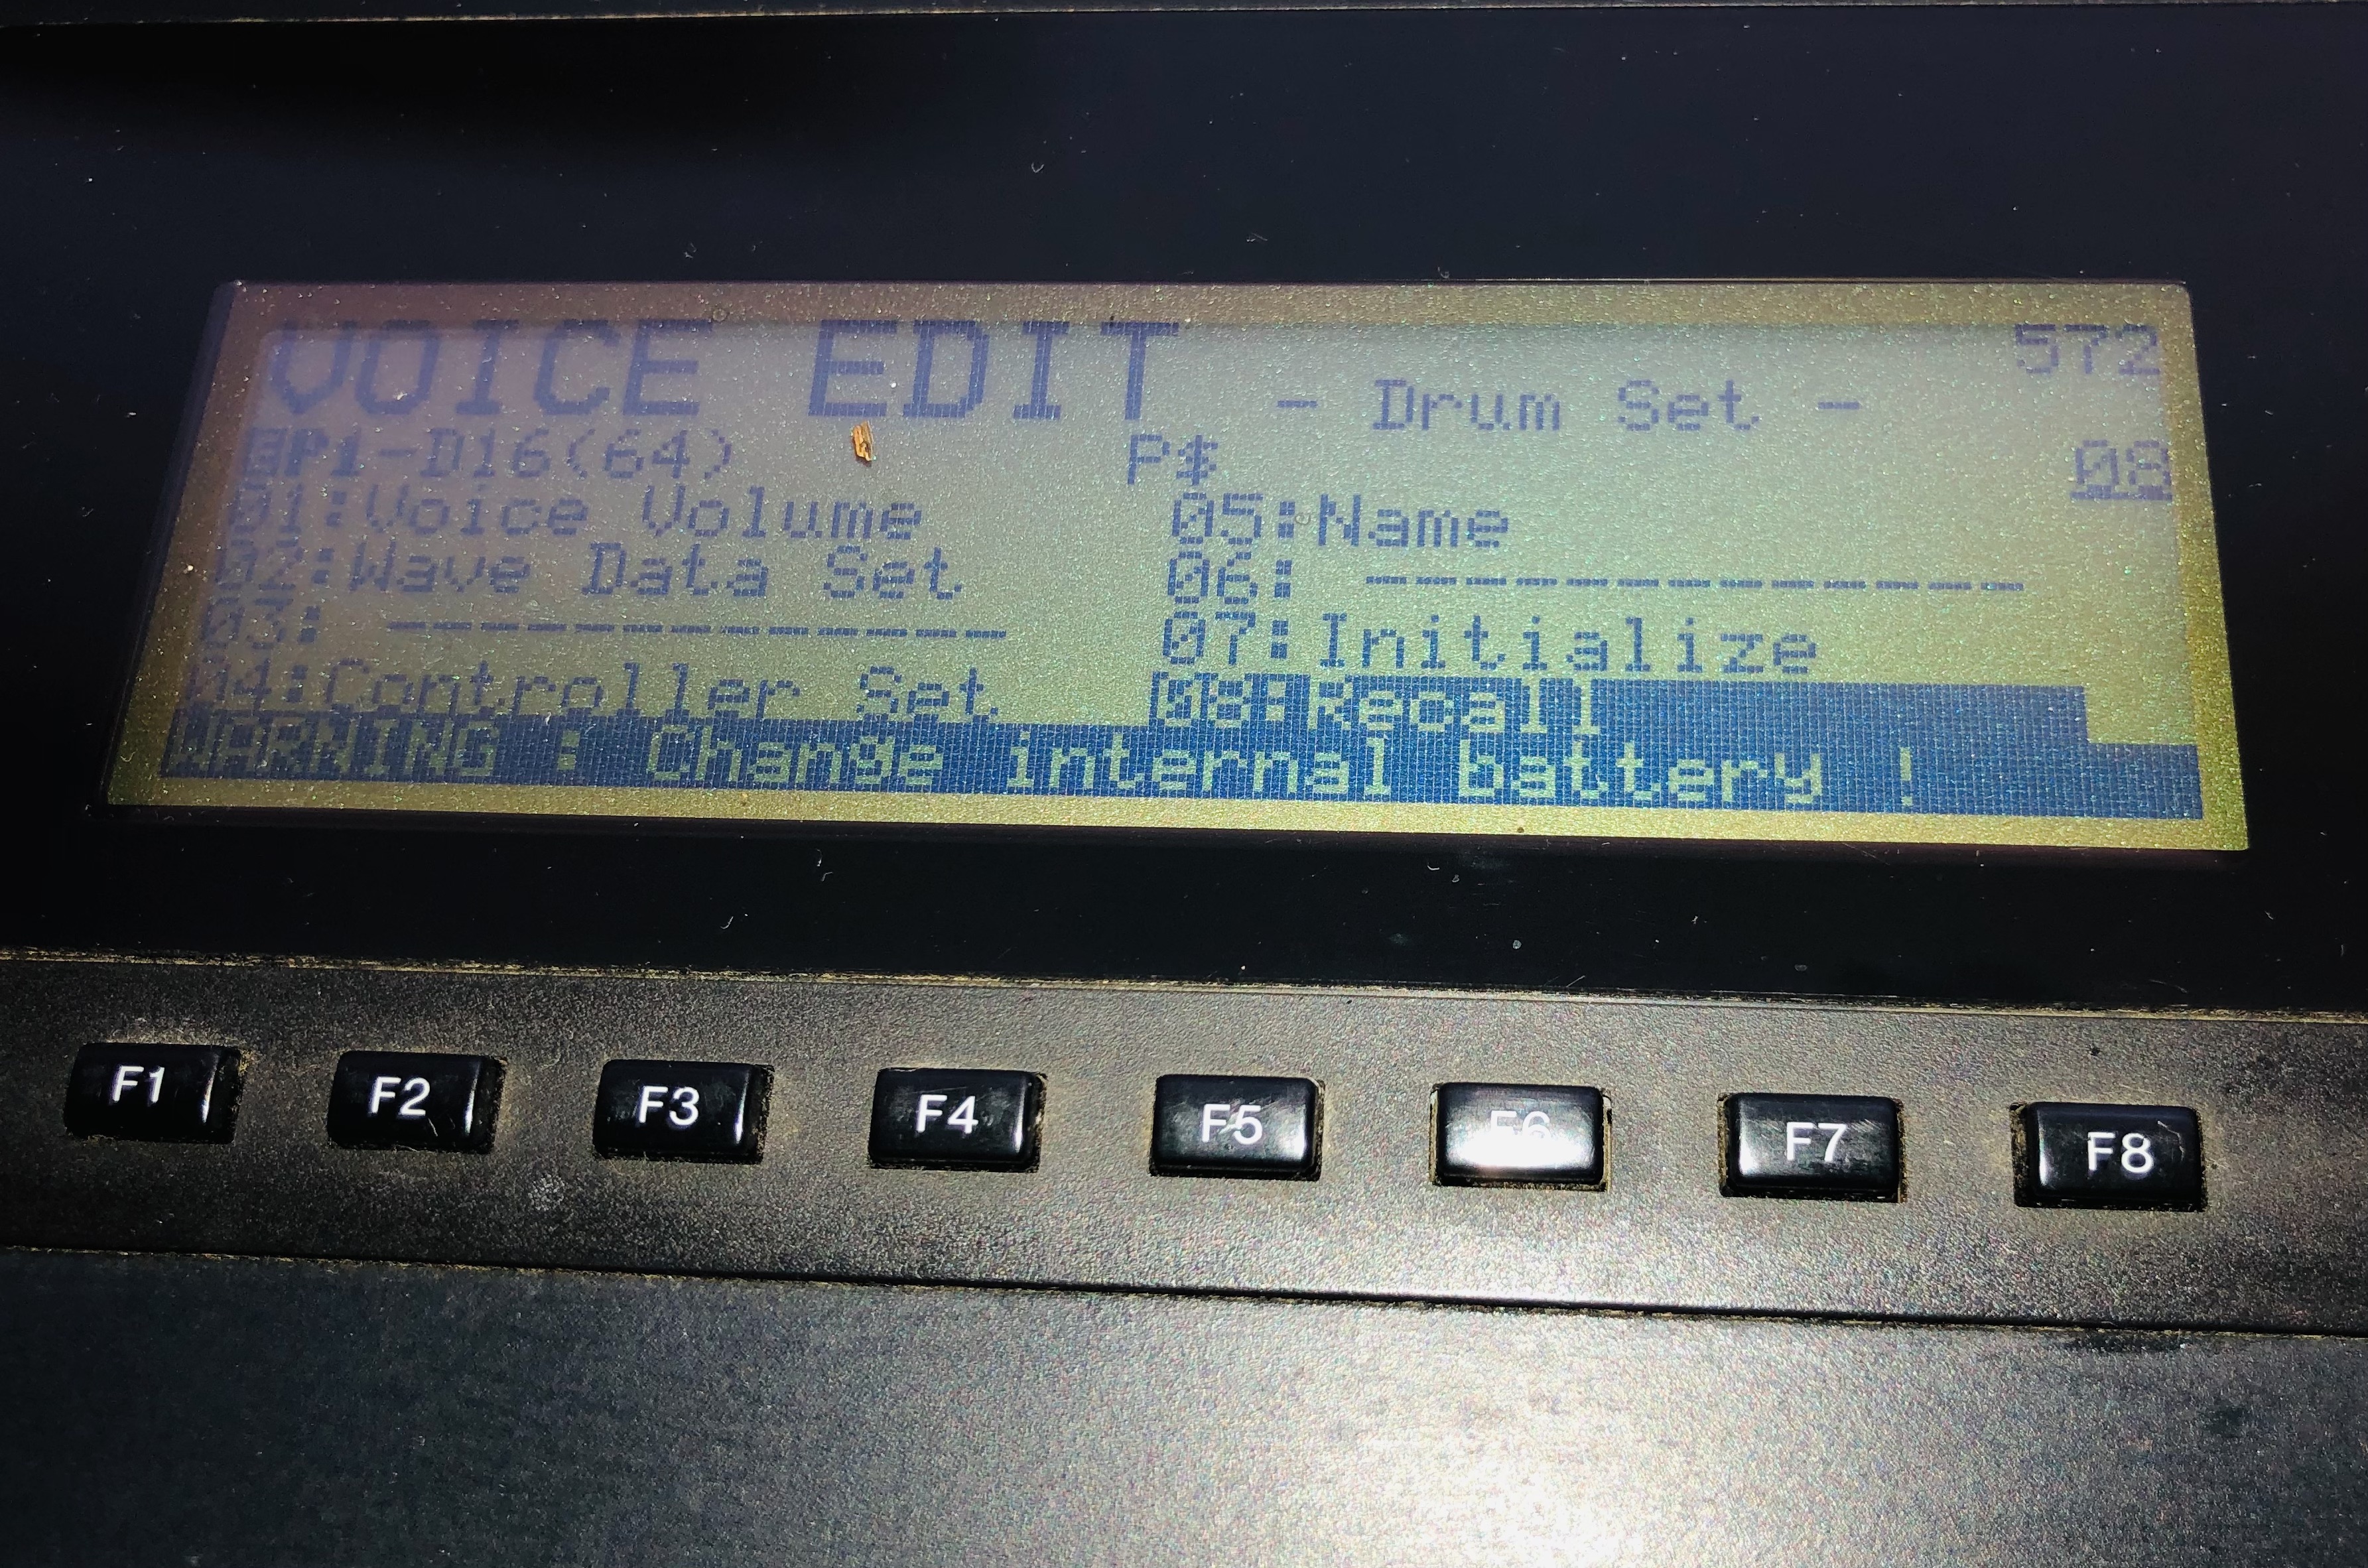 VOICE EDIT - Drum Set - 572
EP1-D16(64) P$ 08
01:Voice Volume 05:Name
02:Wave Data Set 06: -------------
03: ------------- 07:Initialize
04:Controller Set 08:Recall
WARNING : Change internal battery !
F1 F2 F3 F4 F5 F6 F7 F8